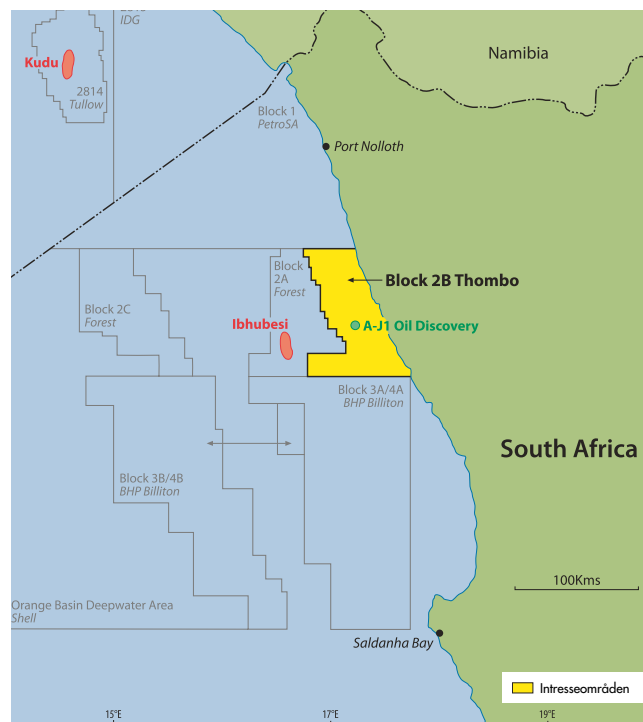 IDG
Kudu
2814
Tullow
Namibia
Block 1
PetroSA
Port Nolloth
Block
2A
Forest
Block 2B Thombo
Block 2C
Forest
Ibhubesi
A-J1 Oil Discovery
Block 3A/4A
BHP Billiton
South Africa
Block 3B/4B
BHP Billiton
100Kms
Orange Basin Deepwater Area
Shell
Saldanha Bay
Intresseområden
15°E
17°E
19°E